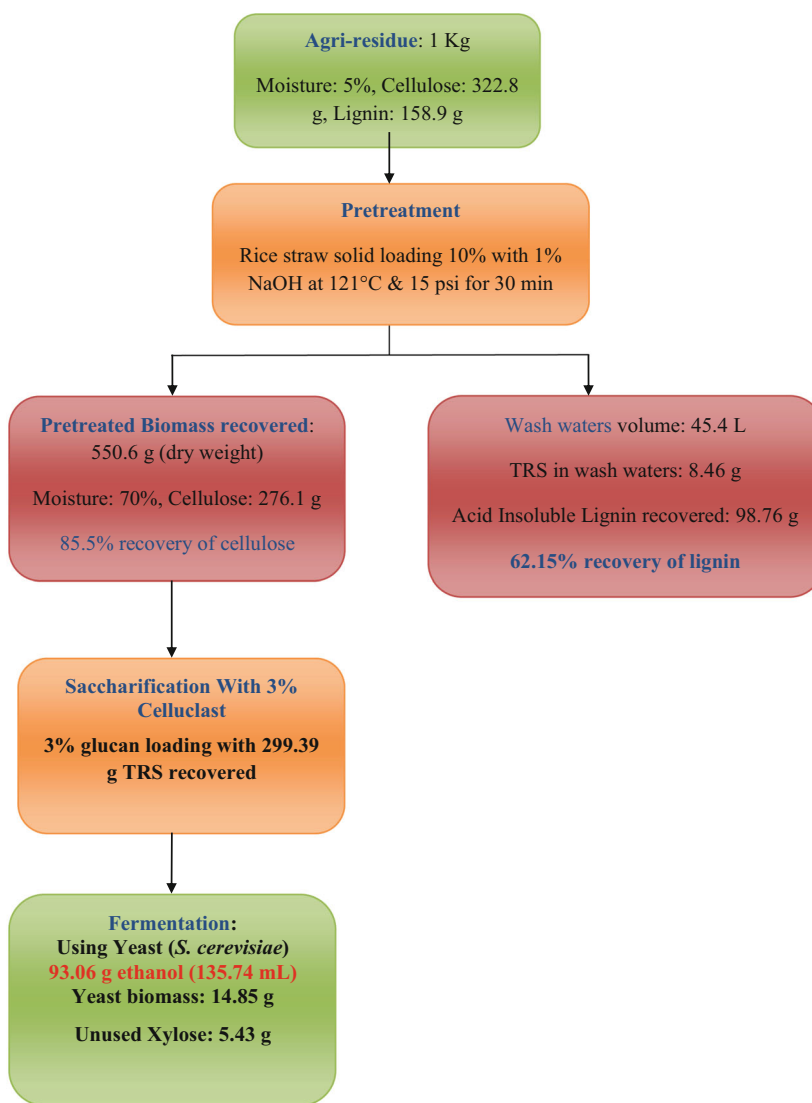 Agri-residue: 1 Kg
Moisture: 5%, Cellulose: 322.8
g, Lignin: 158.9 g
Pretreatment
Rice straw solid loading 10% with 1%
NaOH at 121°C & 15 psi for 30 min
Pretreated Biomass recovered:
550.6 g (dry weight)
Moisture: 70%, Cellulose: 276.1 g
85.5% recovery of cellulose
Wash waters volume: 45.4 L
TRS in wash waters: 8.46 g
Acid Insoluble Lignin recovered: 98.76 g
62.15% recovery of lignin
Saccharification With 3%
Celluclast
3% glucan loading with 299.39
g TRS recovered
Fermentation:
Using Yeast (S. cerevisiae)
93.06 g ethanol (135.74 mL)
Yeast biomass: 14.85 g
Unused Xylose: 5.43 g